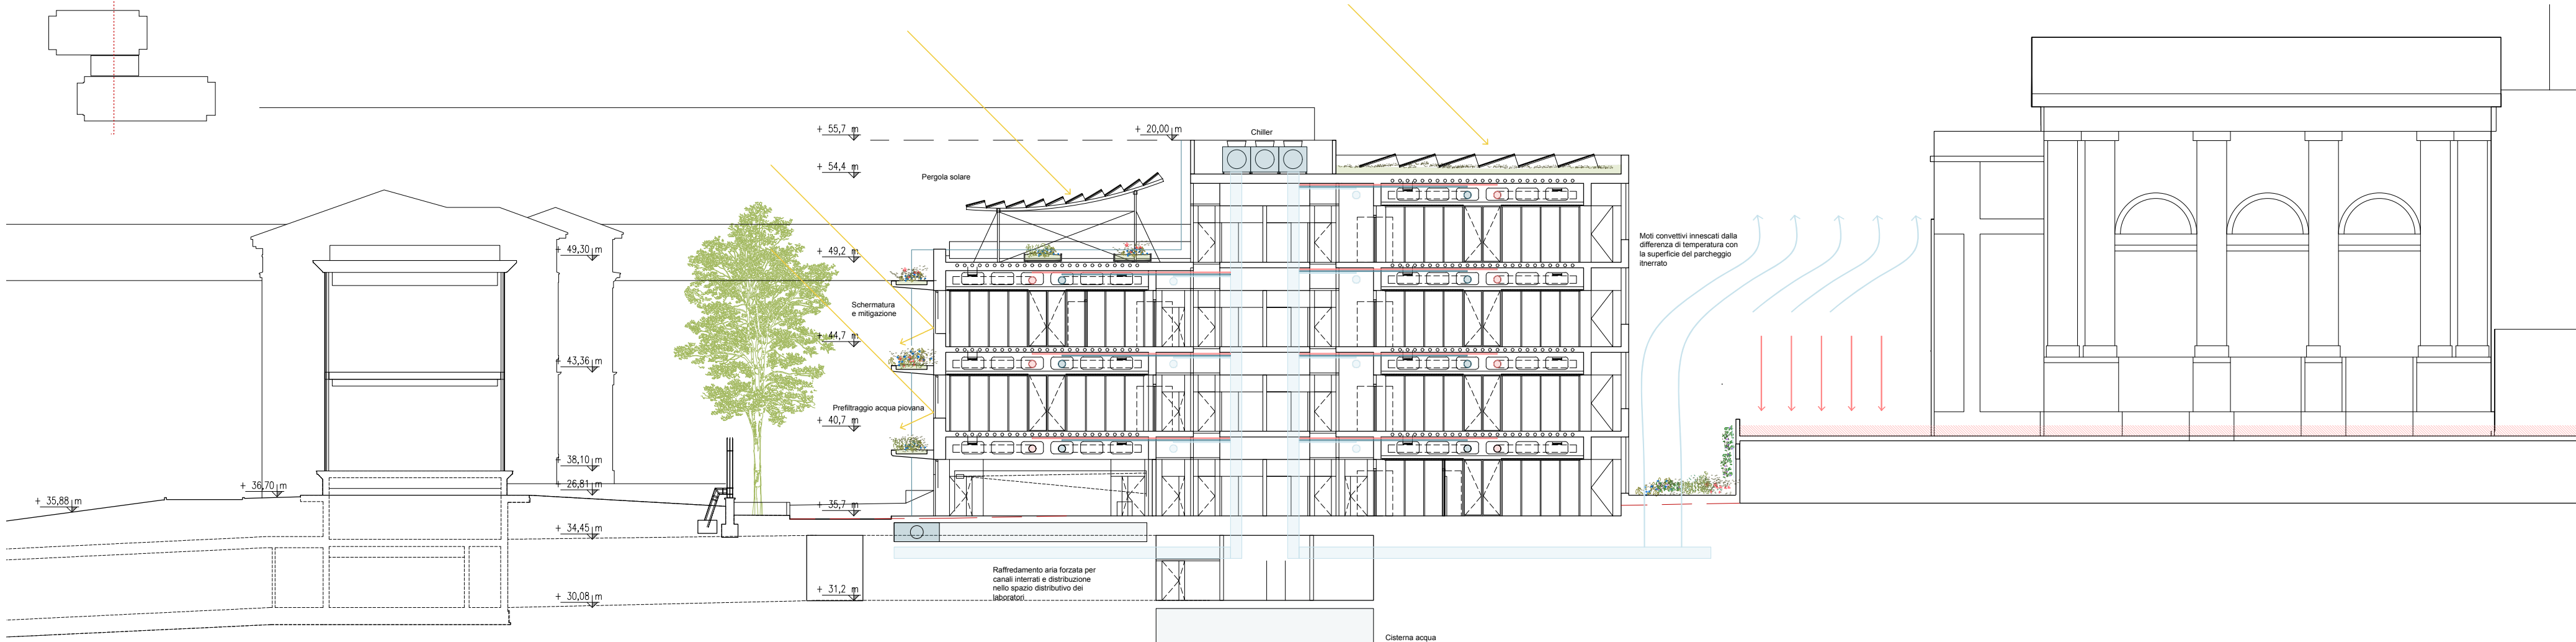 + 55,7 m
+ 20,00 m
Chiller
+ 54,4 m
Pergola solare
+ 49,30 m
+ 49,2 m
Moti convettivi innescati dalla
differenza di temperatura con
la superficie del parcheggio
itnerrato
Schermatura
e mitigazione
+ 44,7 m
+ 43,36 m
Prefiltraggio acqua piovana
+ 40,7 m
+ 38,10 m
+ 26,81 m
+ 36,70 m
+ 35,88 m
+ 35,7 m
+ 34,45 m
Raffredamento aria forzata per
canali interrati e distribuzione
nello spazio distributivo dei
laboratori
+ 31,2 m
+ 30,08 m
Cisterna acqua